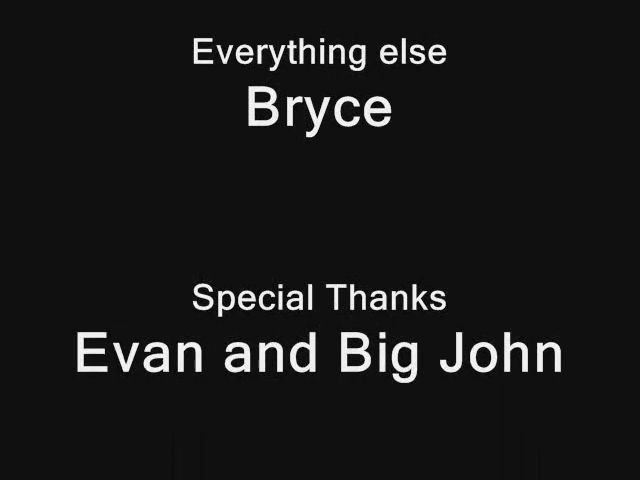 Everything else
Bryce
Special Thanks
Evan and Big John